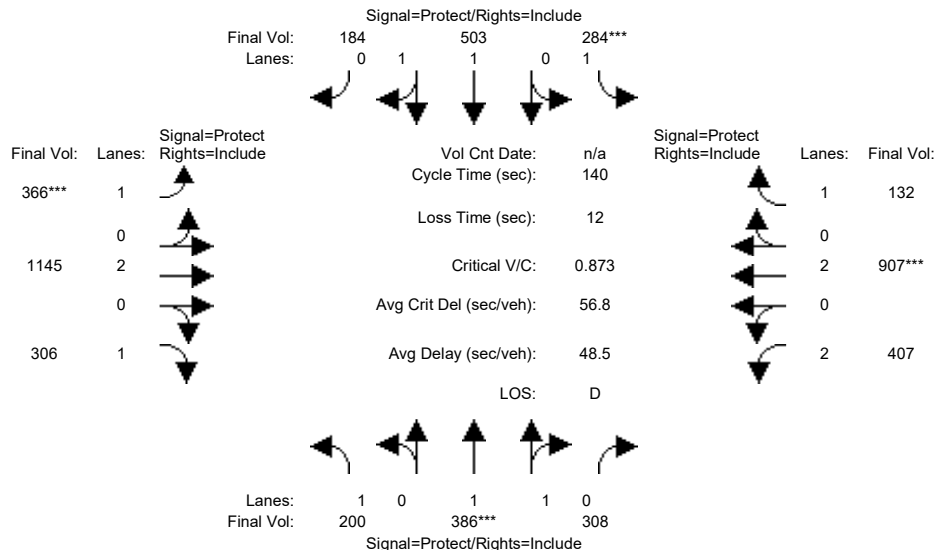 Signal=Protect/Rights=Include
Final Vol: 184 503 284***
Lanes: 0 1 1 0 1
Signal=Protect
Final Vol: Lanes: Rights=Include
Vol Cnt Date: n/a
Signal=Protect
Rights=Include Lanes: Final Vol:
Cycle Time (sec): 140
366*** 1
1 132
Loss Time (sec): 12
0
0
1145 2
Critical V/C: 0.873
2 907***
0
Avg Crit Del (sec/veh): 56.8
0
306 1
Avg Delay (sec/veh): 48.5
2 407
LOS: D
Lanes: 1 0 1 1 0
Final Vol: 200 386*** 308
Signal=Protect/Rights=Include